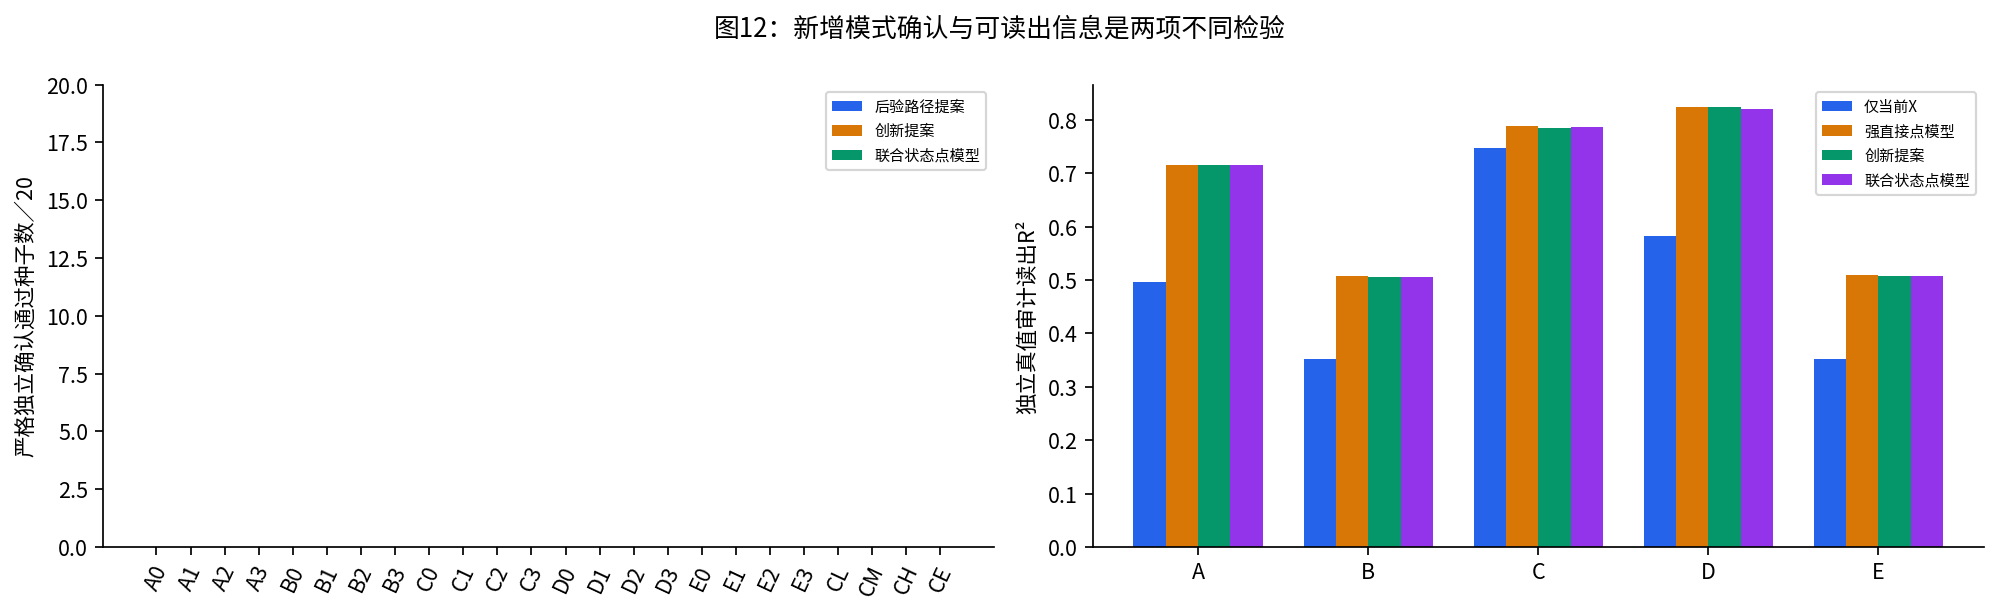 图12：新增模式确认与可读出信息是两项不同检验
严格独立确认通过种子数／20
20.0
17.5
15.0
12.5
10.0
7.5
5.0
2.5
0.0
后验路径提案
创新提案
联合状态点模型
A0 A1 A2 A3 B0 B1 B2 B3 C0 C1 C2 C3 D0 D1 D2 D3 E0 E1 E2 E3 CL CM CH CE
独立真值审计读出R²
0.8
0.7
0.6
0.5
0.4
0.3
0.2
0.1
0.0
仅当前X
强直接点模型
创新提案
联合状态点模型
A B C D E